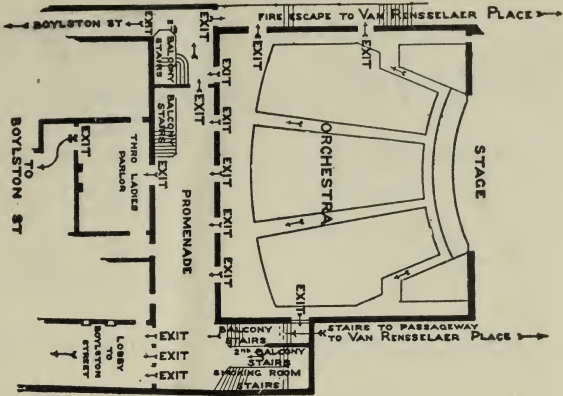 FIRE ESCAPE TO VAN RENSSELAER PLACE
BOYLSTON ST
EXIT
EXIT
EXIT
EXIT
2ND BALCONY
STAIRS
EXIT
EXIT
BALCONY STAIRS
EXIT
EXIT
THRO LADIES
PARLOR
TO
BOYLSTON ST
EXIT
EXIT
PROMENADE
ORCHESTRA
STAGE
EXIT
EXIT
EXIT
STAIRS TO PASSAGEWAY
TO VAN RENSSELAER PLACE
BALCONY
STAIRS
2ND BALCONY
STAIRS
SMOKING ROOM
STAIRS
EXIT
EXIT
EXIT
LOBBY
TO
BOYLSTON
STREET